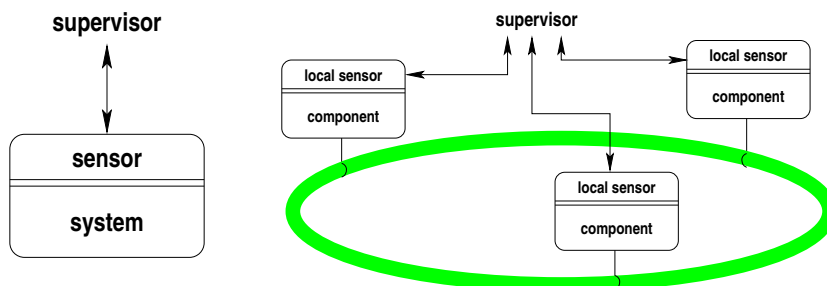 supervisor
sensor
system
supervisor
local sensor
component
local sensor
component
local sensor
component